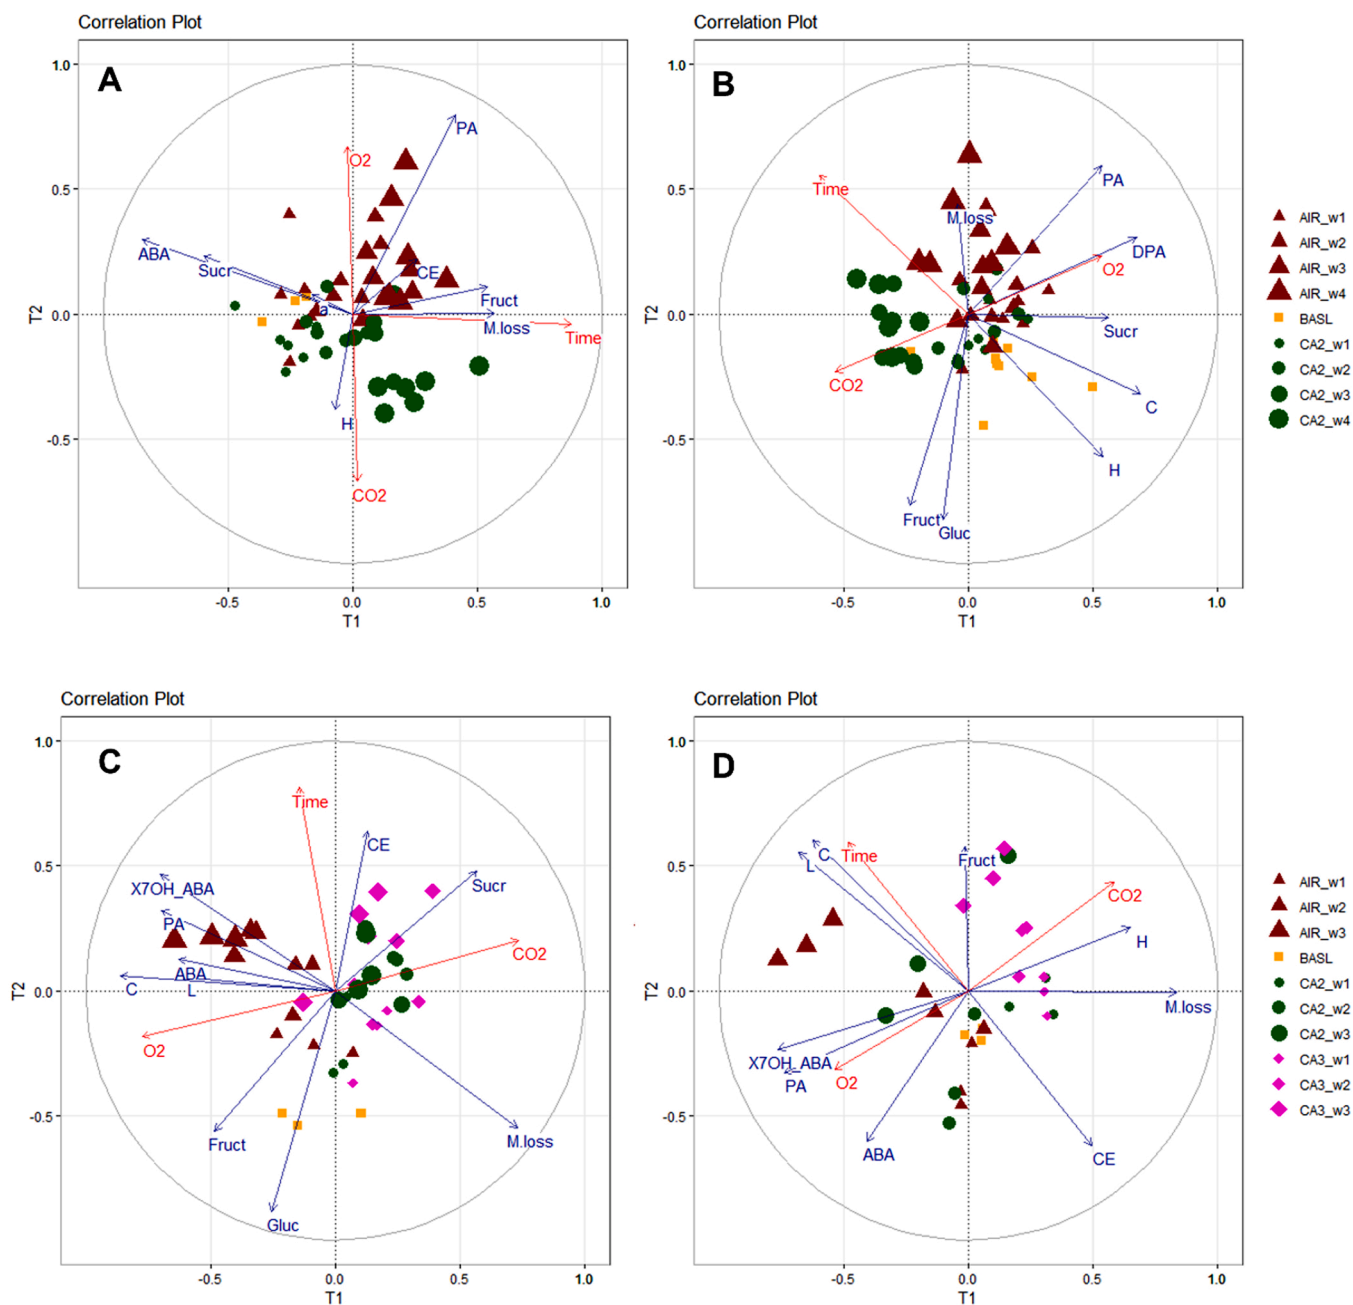 Correlation Plot
A
1.0
0.5
0.0
-0.5
T2
PA
O2
ABA
Sucr
a
CE
Fruct
M.loss
Time
H
CO2
-0.5
0.0
0.5
1.0
T1
Correlation Plot
B
1.0
0.5
0.0
-0.5
T2
Time
PA
M.loss
DPA
O2
Sucr
CO2
C
H
Fruct
Gluc
-0.5
0.0
0.5
1.0
T1
AIR_w1
AIR_w2
AIR_w3
AIR_w4
BASL
CA2_w1
CA2_w2
CA2_w3
CA2_w4
Correlation Plot
C
1.0
0.5
0.0
-0.5
T2
Time
CE
X7OH_ABA
Sucr
PA
CO2
ABA
C
L
O2
Fruct
M.loss
Gluc
-0.5
0.0
0.5
1.0
T1
Correlation Plot
D
1.0
0.5
0.0
-0.5
T2
C
Time
L
Fruct
CO2
H
M.loss
X7OH_ABA
PA
O2
ABA
CE
-0.5
0.0
0.5
1.0
T1
AIR_w1
AIR_w2
AIR_w3
BASL
CA2_w1
CA2_w2
CA2_w3
CA3_w1
CA3_w2
CA3_w3